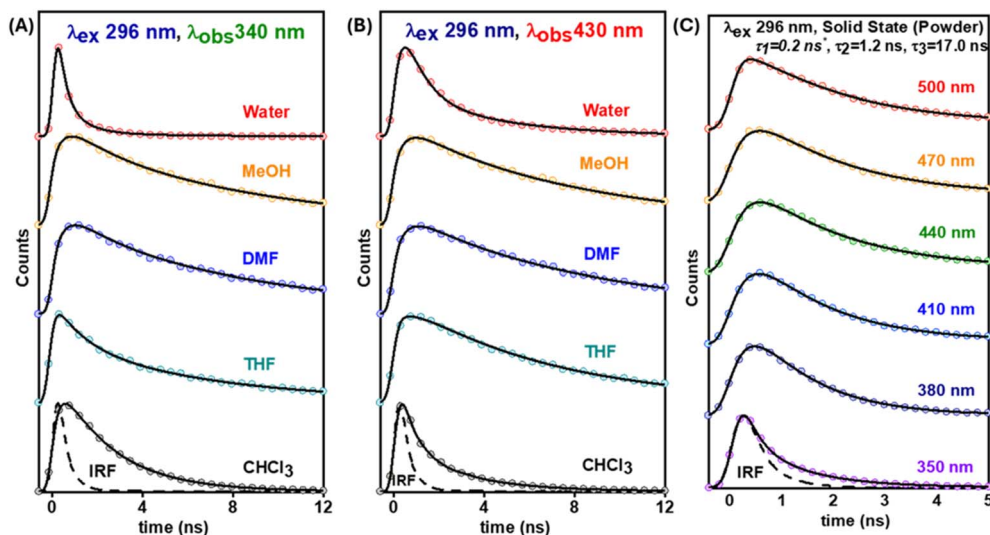 (A)
λex 296 nm, λobs340 nm
Water
MeOH
DMF
THF
CHCl3
IRF
Counts
0 4 8 12
time (ns)
(B)
λex 296 nm, λobs430 nm
Water
MeOH
DMF
THF
CHCl3
IRF
Counts
0 4 8 12
time (ns)
(C)
λex 296 nm, Solid State (Powder)
τ1=0.2 ns*, τ2=1.2 ns, τ3=17.0 ns
500 nm
470 nm
440 nm
410 nm
380 nm
350 nm
IRF
Counts
0 1 2 3 4 5
time (ns)